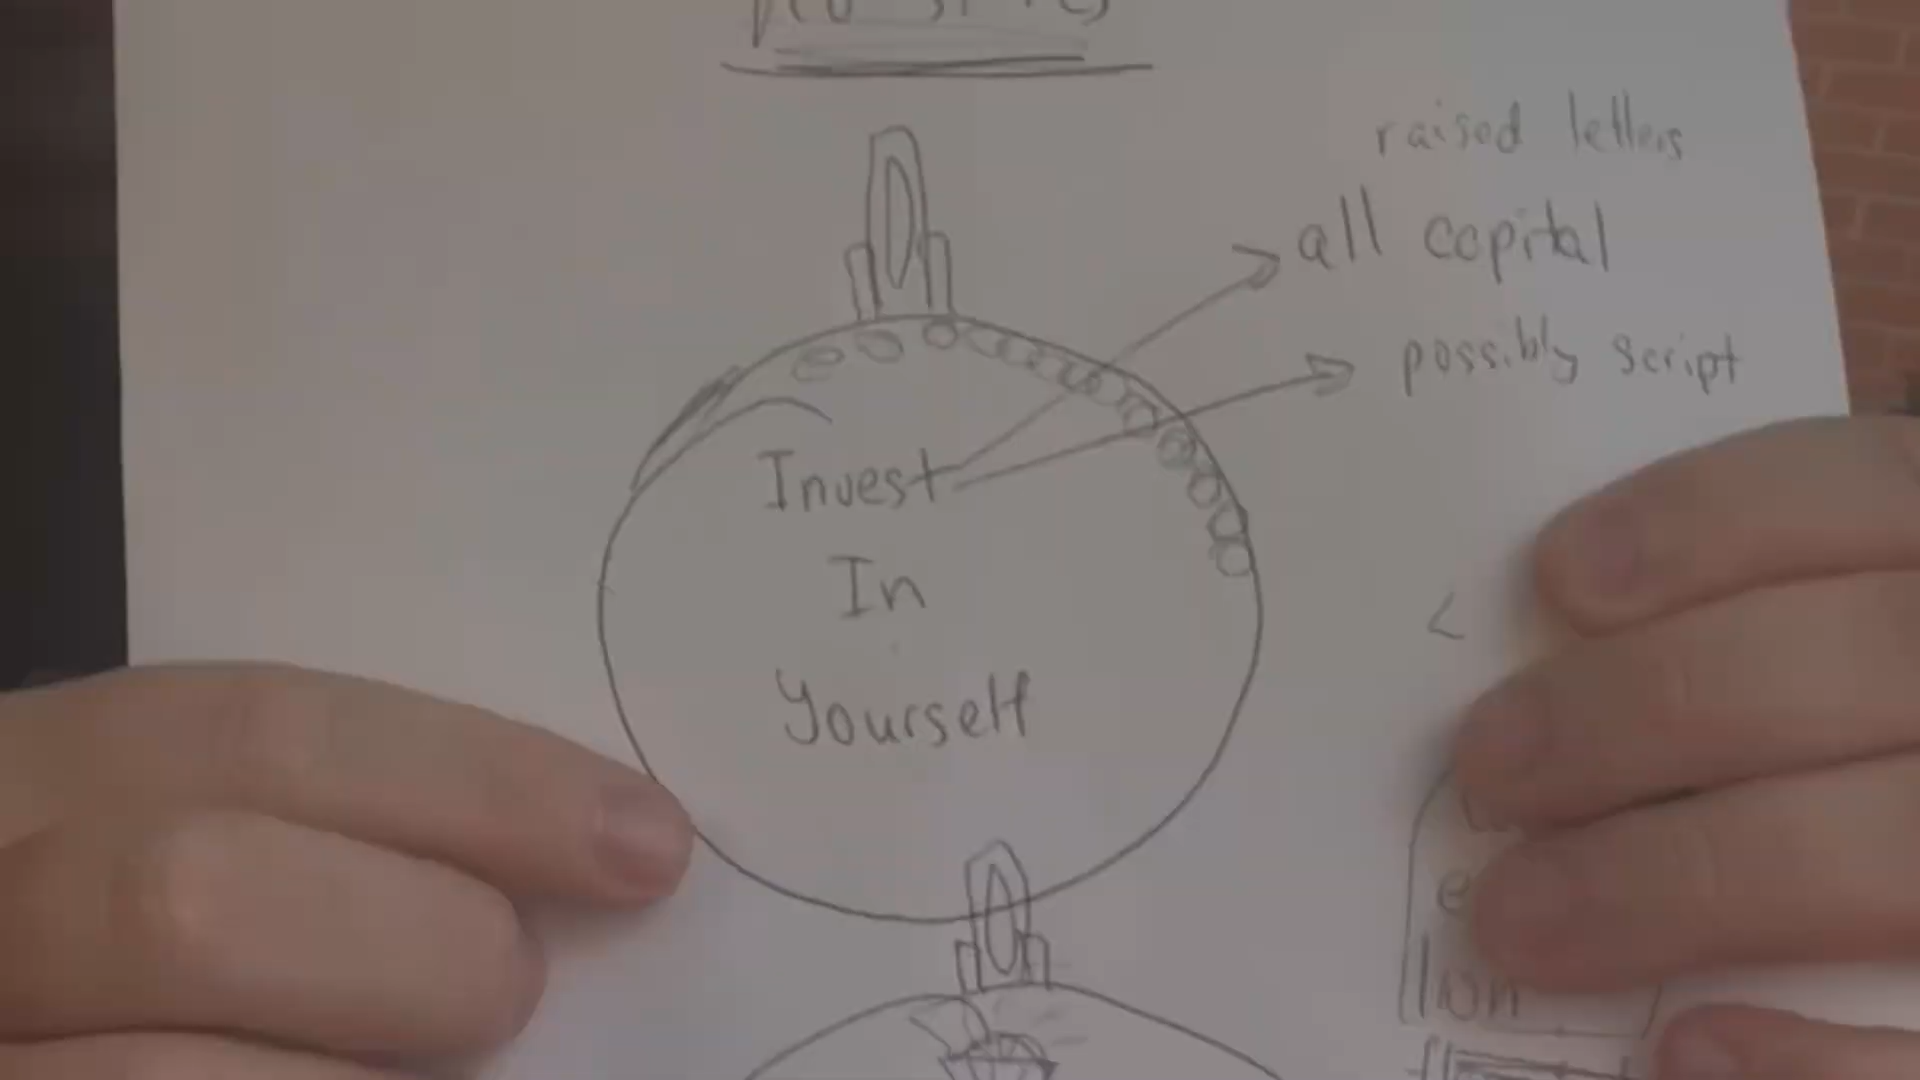 raised letters
all capital
possibly script
Invest
In
Yourself